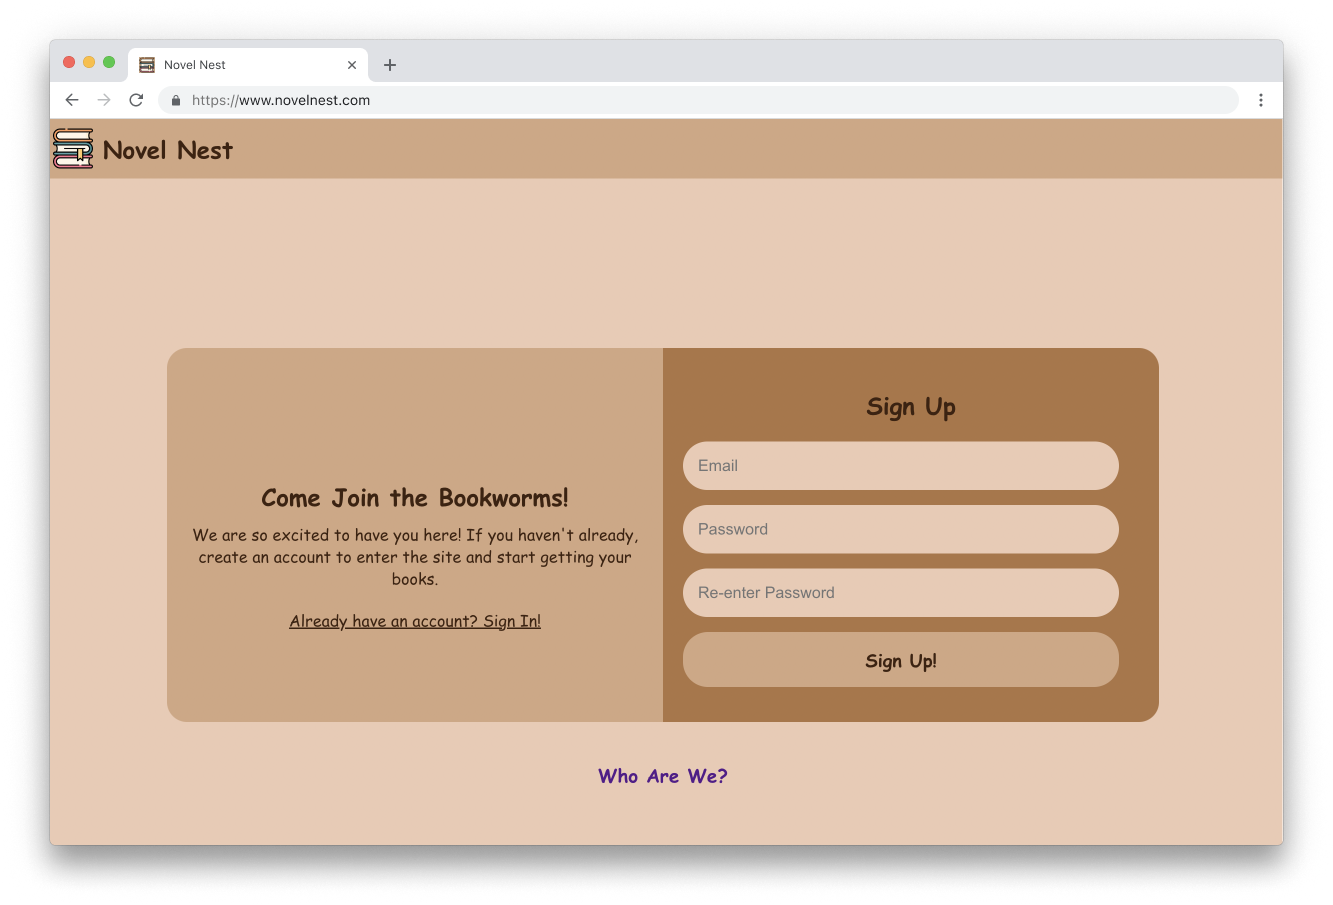 Novel Nest
https://www.novelnest.com
Novel Nest
Come Join the Bookworms!
We are so excited to have you here! If you haven't already,
create an account to enter the site and start getting your
books.
Already have an account? Sign In!
Sign Up
Email
Password
Re-enter Password
Sign Up!
Who Are We?